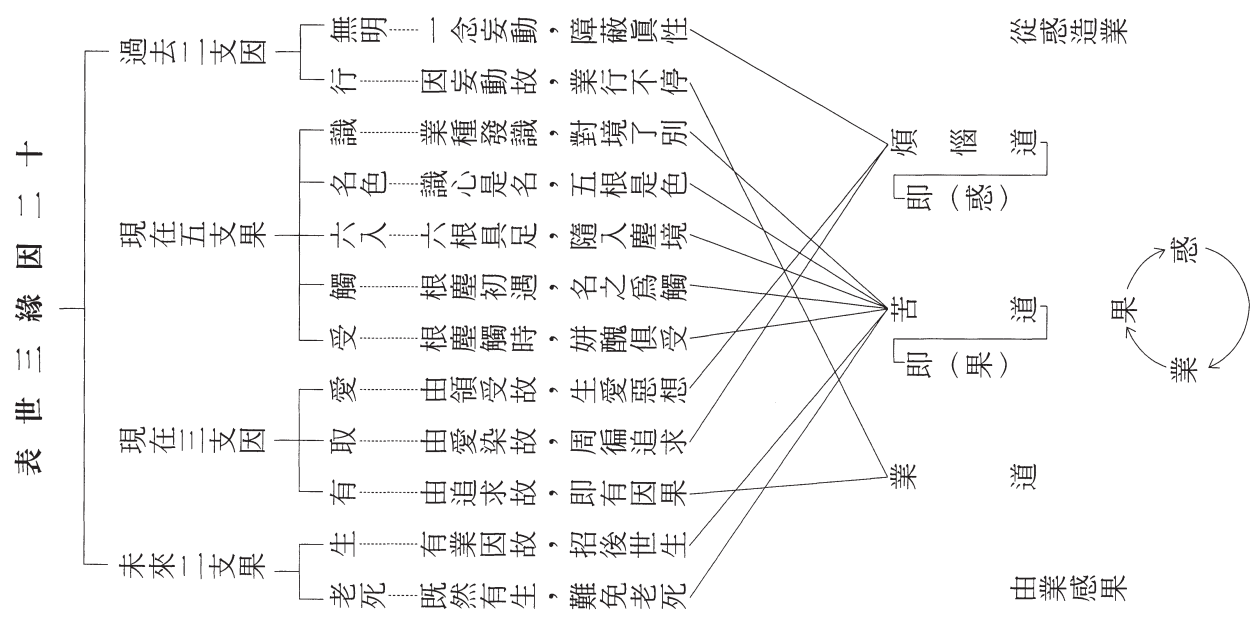 十二因緣三世表
過去二支因
無明 一念妄動，障蔽眞性
行 因妄動故，業行不停
現在五支果
識 業種發識，對境了別
名色 識心是名，五根是色
六入 六根具足，隨入塵境
觸 根塵初遇，名之爲觸
受 根塵觸時，姸醜俱受
現在三支因
愛 由領受故，生愛惡想
取 由愛染故，周徧追求
有 由追求故，即有因果
未來二支果
生 有業因故，招後世生
老死 既然有生，難免老死
煩惱道
即（惑）
苦道
即（果）
業道
從惑造業
由業感果
惑
果
業